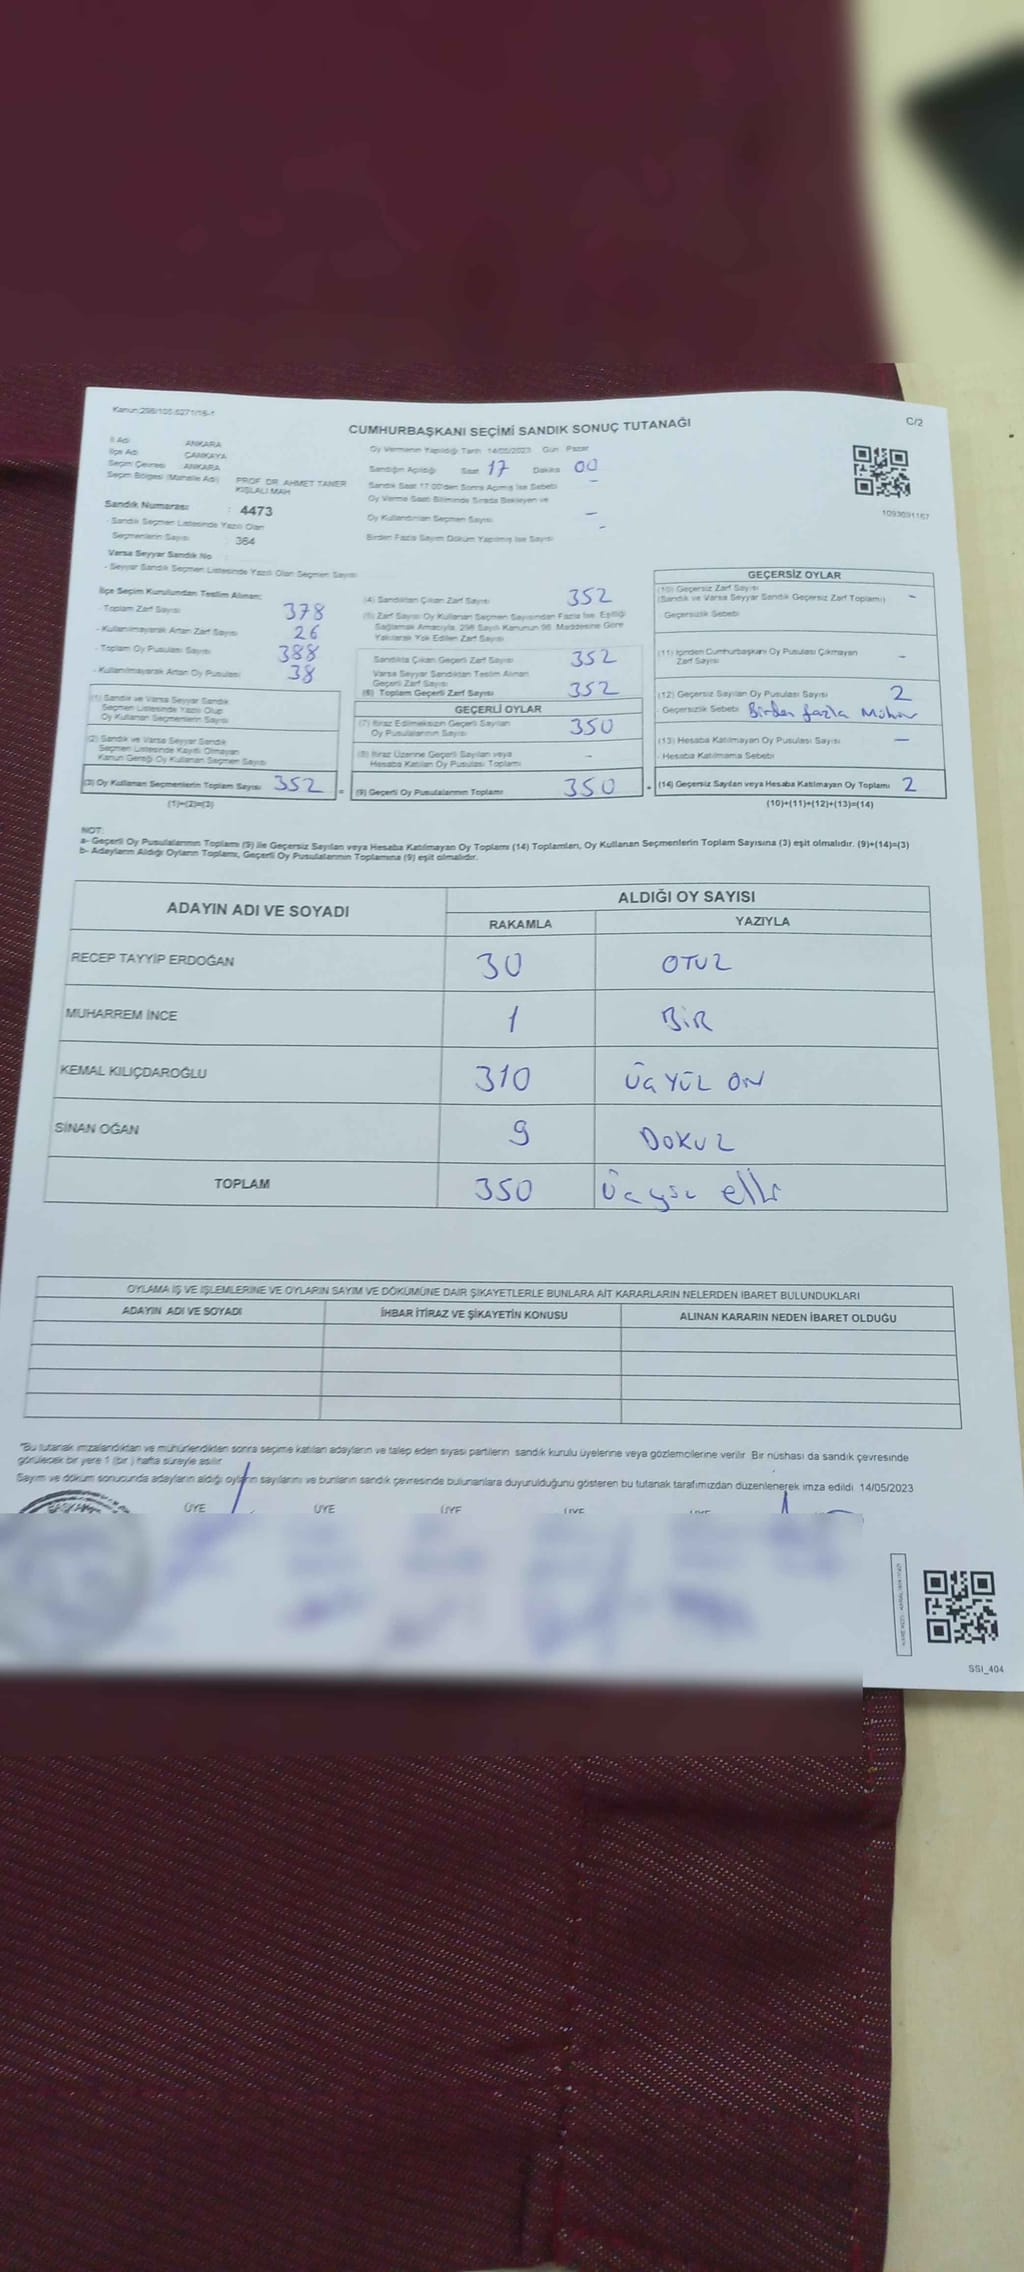 Kanun:298/105.6271/16-1
C/2
CUMHURBAŞKANI SEÇİMİ SANDIK SONUÇ TUTANAĞI
İl Adı ANKARA
İlçe Adı ÇANKAYA
Seçim Çevresi ANKARA
Seçim Bölgesi (Mahalle Adı) PROF. DR. AHMET TANER KIŞLALI MAH
Sandık Numarası : 4473
- Sandık Seçmen Listesinde Yazılı Olan
Seçmenlerin Sayısı : 364
Varsa Seyyar Sandık No
- Seyyar Sandık Seçmen Listesinde Yazılı Olan Seçmen Sayısı
Oy Vermenin Yapıldığı Tarih 14/05/2023 Gün Pazar
Sandığın Açıldığı Saat 17 Dakika 00
Sandık Saat 17:00'den Sonra Açılmış İse Sebebi –
Oy Verme Saati Bitiminde Sırada Bekleyen ve
Oy Kullandırılan Seçmen Sayısı –
Birden Fazla Sayım Döküm Yapılmış İse Sayısı -
1093691167
İlçe Seçim Kurulundan Teslim Alınan:
- Toplam Zarf Sayısı 378
- Kullanılmayarak Artan Zarf Sayısı 26
- Toplam Oy Pusulası Sayısı 388
- Kullanılmayarak Artan Oy Pusulası 38
(1) Sandık ve Varsa Seyyar Sandık
Seçmen Listesinde Yazılı Olup
Oy Kullanan Seçmenlerin Sayısı
(2) Sandık ve Varsa Seyyar Sandık
Seçmen Listesinde Kayıtlı Olmayan
Kanun Gereği Oy Kullanan Seçmen Sayısı
(3) Oy Kullanan Seçmenlerin Toplam Sayısı 352 =
(1)+(2)=(3)
(4) Sandıktan Çıkan Zarf Sayısı 352
(5) Zarf Sayısı Oy Kullanan Seçmen Sayısından Fazla İse, Eşitliği
Sağlamak Amacıyla, 298 Sayılı Kanunun 98. Maddesine Göre
Yakılarak Yok Edilen Zarf Sayısı
Sandıkta Çıkan Geçerli Zarf Sayısı 352
Varsa Seyyar Sandıktan Teslim Alınan
Geçerli Zarf Sayısı
(6) Toplam Geçerli Zarf Sayısı 352
GEÇERLİ OYLAR
(7) İtiraz Edilmeksizin Geçerli Sayılan
Oy Pusulalarının Sayısı 350
(8) İtiraz Üzerine Geçerli Sayılan veya
Hesaba Katılan Oy Pusulası Toplamı -
(9) Geçerli Oy Pusulalarının Toplamı 350 +
GEÇERSİZ OYLAR
(10) Geçersiz Zarf Sayısı
(Sandık ve Varsa Seyyar Sandık Geçersiz Zarf Toplamı) -
Geçersizlik Sebebi
(11) İçinden Cumhurbaşkanı Oy Pusulası Çıkmayan
Zarf Sayısı -
(12) Geçersiz Sayılan Oy Pusulası Sayısı 2
Geçersizlik Sebebi Birden fazla Mühür
(13) Hesaba Katılmayan Oy Pusulası Sayısı –
- Hesaba Katılmama Sebebi
(14) Geçersiz Sayılan veya Hesaba Katılmayan Oy Toplamı 2
(10)+(11)+(12)+(13)=(14)
NOT:
a- Geçerli Oy Pusulalarının Toplamı (9) ile Geçersiz Sayılan veya Hesaba Katılmayan Oy Toplamı (14) Toplamları, Oy Kullanan Seçmenlerin Toplam Sayısına (3) eşit olmalıdır. (9)+(14)=(3)
b- Adayların Aldığı Oyların Toplamı, Geçerli Oy Pusulalarının Toplamına (9) eşit olmalıdır.
ADAYIN ADI VE SOYADI ALDIĞI OY SAYISI
RAKAMLA YAZIYLA
RECEP TAYYİP ERDOĞAN 30 OTUZ
MUHARREM İNCE 1 BİR
KEMAL KILIÇDAROĞLU 310 ÜÇ YÜZ ON
SİNAN OĞAN 9 DOKUZ
TOPLAM 350 Üç yüz elli
OYLAMA İŞ VE İŞLEMLERİNE VE OYLARIN SAYIM VE DÖKÜMÜNE DAİR ŞİKAYETLERLE BUNLARA AİT KARARLARIN NELERDEN İBARET BULUNDUKLARI
ADAYIN ADI VE SOYADI İHBAR İTİRAZ VE ŞİKAYETİN KONUSU ALINAN KARARIN NEDEN İBARET OLDUĞU
"Bu tutanak imzalandıktan ve mühürlendikten sonra seçime katılan adayların ve talep eden siyasi partilerin sandık kurulu üyelerine veya gözlemcilerine verilir. Bir nüshası da sandık çevresinde
görülecek bir yere 1 (bir ) hafta süreyle asılır.
Sayım ve döküm sonucunda adayların aldığı oyların sayılarını ve bunların sandık çevresinde bulunanlara duyurulduğunu gösteren bu tutanak tarafımızdan düzenlenerek imza edildi. 14/05/2023
BAŞKAN ÜYE ÜYE ÜYE ÜYE ÜYE
SSI_404